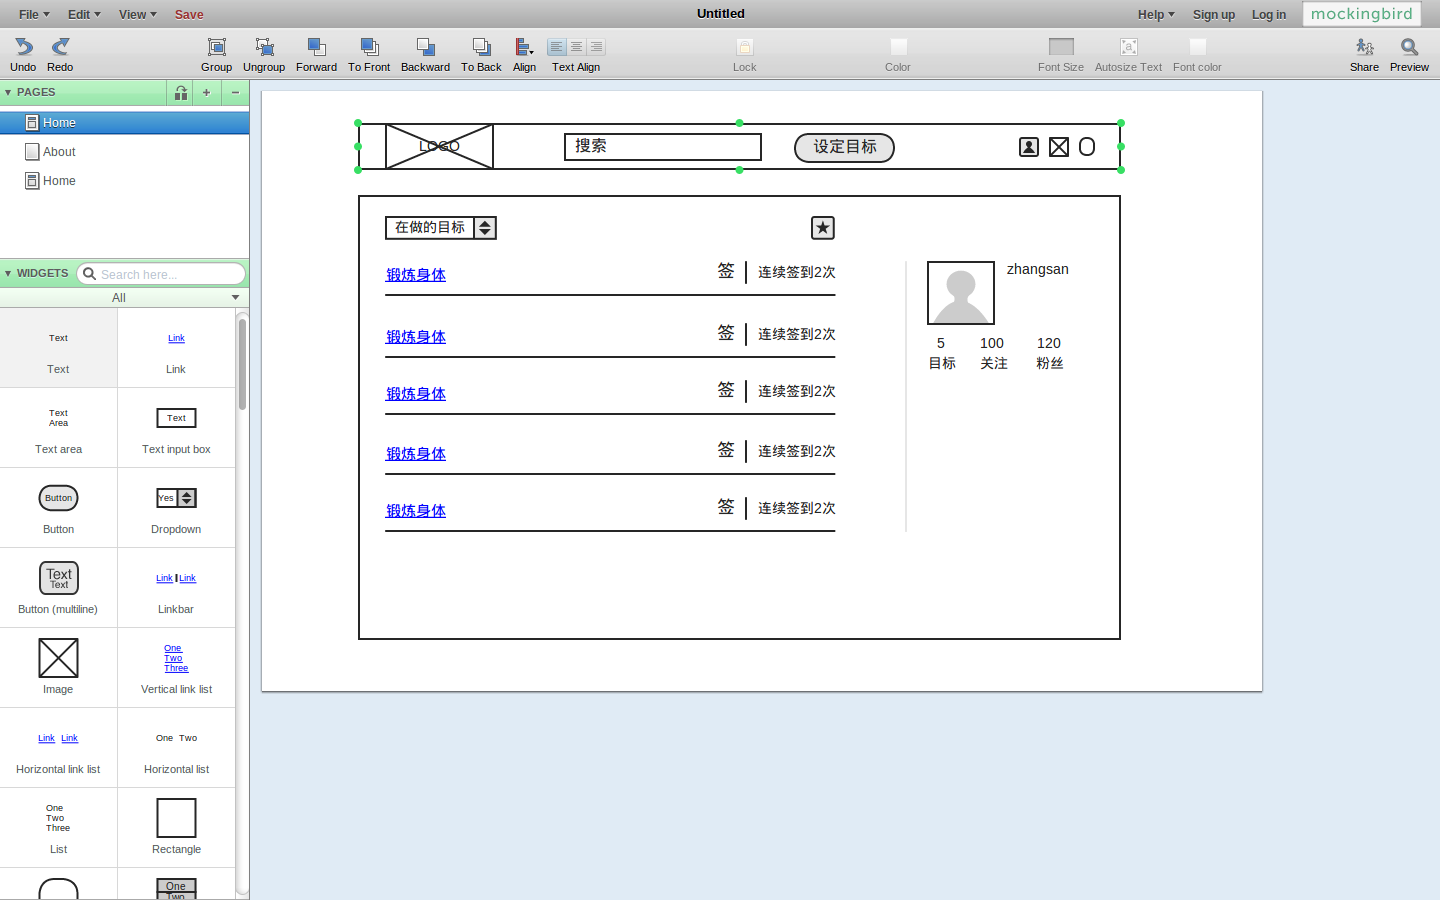 File Edit View Save Untitled Help Sign up Log in mockingbird
Undo Redo Group Ungroup Forward To Front Backward To Back Align Text Align Lock Color Font Size Autosize Text Font color Share Preview
PAGES
Home
About
Home
WIDGETS Search here...
All
Text Link
Text Link
Text
Area Text
Text area Text input box
Button Yes
Button Dropdown
Text
Text Link Link
Button (multiline) Linkbar
One
Two
Three
Image Vertical link list
Link Link One Two
Horizontal link list Horizontal list
One
Two
Three
List Rectangle
One
Two
LOGO 搜索 设定目标
在做的目标
锻炼身体 签 连续签到2次
锻炼身体 签 连续签到2次
锻炼身体 签 连续签到2次
锻炼身体 签 连续签到2次
锻炼身体 签 连续签到2次
zhangsan
5 100 120
目标 关注 粉丝